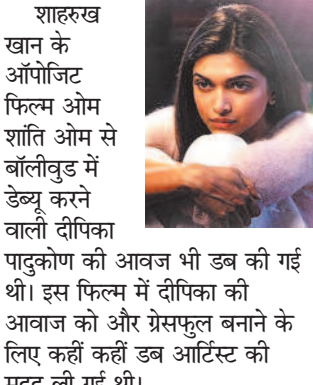 शाहरुख
खान के
ऑपोजिट
फिल्म ओम
शांति ओम से
बॉलीवुड में
डेब्यू करने
वाली दीपिका
पादुकोण की आवज भी डब की गई
थी। इस फिल्म में दीपिका की
आवाज को और ग्रेसफुल बनाने के
लिए कहीं कहीं डब आर्टिस्ट की
मदद ली गई थी।